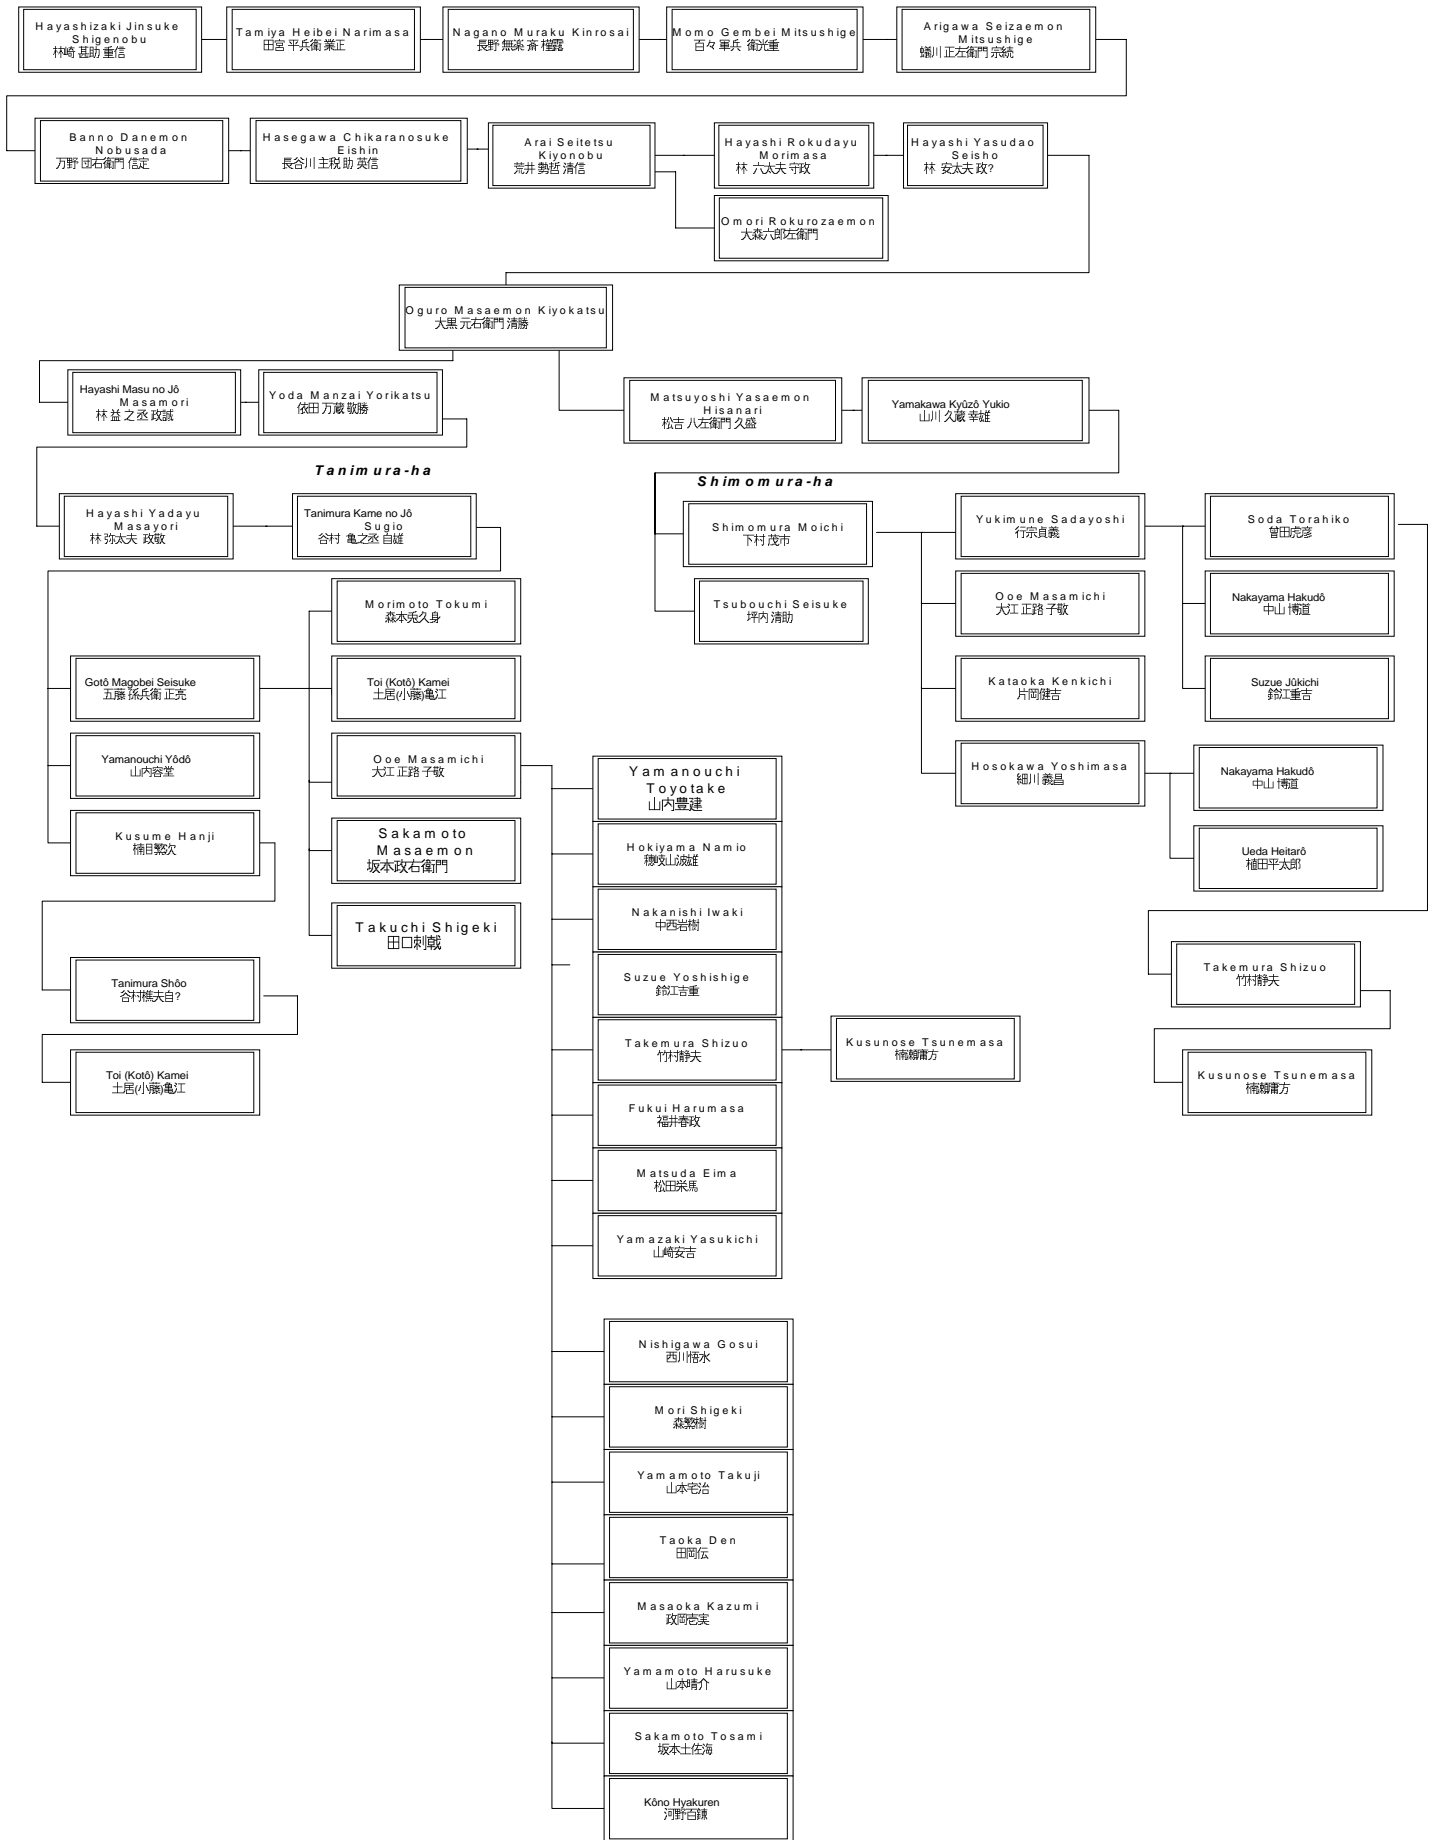 Hayashizaki Jinsuke
Shigenobu
林崎 甚助 重信
Tamiya Heibei Narimasa
田宮 平兵衛 業正
Nagano Muraku Kinrosai
長野 無楽 斎 槿露
Momo Gembei Mitsushige
百々 軍兵 衛光重
Arigawa Seizaemon
Mitsushige
蟻川 正左衛門 宗続
Banno Danemon
Nobusada
万野 団右衛門 信定
Hasegawa Chikaranosuke
Eishin
長谷川 主税 助 英信
Arai Seitetsu
Kiyonobu
荒井 勢哲 清信
Hayashi Rokudayu
Morimasa
林 六太夫 守政
Hayashi Yasudao
Seisho
林 安太夫 政?
Omori Rokurozaemon
大森六郎左衛門
Oguro Masaemon Kiyokatsu
大黒 元右衛門 清勝
Hayashi Masu no Jô
Masamori
林 益 之 丞 政誠
Yoda Manzai Yorikatsu
依田 万蔵 敬勝
Matsuyoshi Yasaemon
Hisanari
松吉 八左衛門 久盛
Yamakawa Kyûzô Yukio
山川 久蔵 幸雄
Tanimura-ha
Shimomura-ha
Hayashi Yadayu
Masayori
林 弥太夫 政敬
Tanimura Kame no Jô
Sugio
谷村 亀之丞 自雄
Shimomura Moichi
下村 茂市
Yukimune Sadayoshi
行宗貞義
Soda Torahiko
曽田虎彦
Morimoto Tokumi
森本兎久身
Tsubouchi Seisuke
坪内 清助
Ooe Masamichi
大江 正路 子敬
Nakayama Hakudô
中山 博道
Gotô Magobei Seisuke
五藤 孫兵衛 正亮
Toi (Kotô) Kamei
土居(小藤)亀江
Kataoka Kenkichi
片岡健吉
Suzue Jûkichi
鈴江重吉
Yamanouchi Yôdô
山内容堂
Ooe Masamichi
大江 正路 子敬
Yamanouchi
Toyotake
山内豊建
Hosokawa Yoshimasa
細川 義昌
Nakayama Hakudô
中山 博道
Kusume Hanji
楠目繁次
Sakamoto
Masaemon
坂本政右衛門
Hokiyama Namio
穂岐山波雄
Ueda Heitarô
植田平太郎
Takuchi Shigeki
田口刺戟
Nakanishi Iwaki
中西岩樹
Tanimura Shôo
谷村樵夫自?
Suzue Yoshishige
鈴江吉重
Takemura Shizuo
竹村静夫
Toi (Kotô) Kamei
土居(小藤)亀江
Takemura Shizuo
竹村静夫
Kusunose Tsunemasa
楠瀬庸方
Kusunose Tsunemasa
楠瀬庸方
Fukui Harumasa
福井春政
Matsuda Eima
松田栄馬
Yamazaki Yasukichi
山崎安吉
Nishigawa Gosui
西川悟水
Mori Shigeki
森繁樹
Yamamoto Takuji
山本宅治
Taoka Den
田岡伝
Masaoka Kazumi
政岡壱実
Yamamoto Harusuke
山本晴介
Sakamoto Tosami
坂本土佐海
Kôno Hyakuren
河野百錬